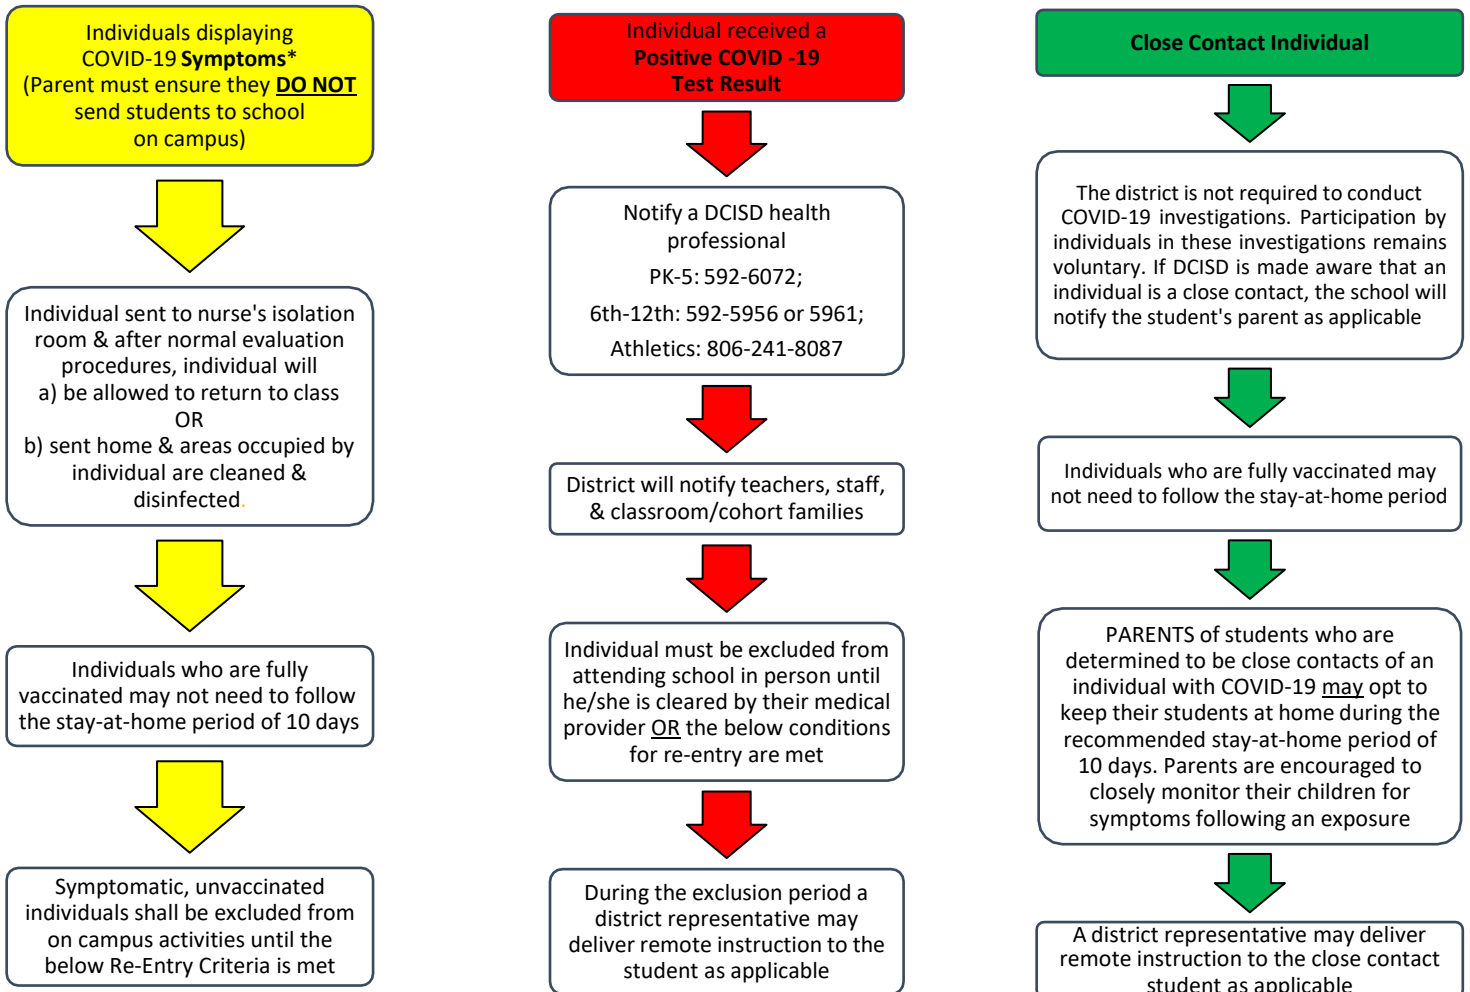 Individuals displaying
COVID-19 Symptoms*
(Parent must ensure they DO NOT
send students to school
on campus)
Individual sent to nurse's isolation
room & after normal evaluation
procedures, individual will
a) be allowed to return to class
OR
b) sent home & areas occupied by
individual are cleaned &
disinfected.
Individuals who are fully
vaccinated may not need to follow
the stay-at-home period of 10 days
Symptomatic, unvaccinated
individuals shall be excluded from
on campus activities until the
below Re-Entry Criteria is met
Individual received a
Positive COVID -19
Test Result
Notify a DCISD health
professional
PK-5: 592-6072;
6th-12th: 592-5956 or 5961;
Athletics: 806-241-8087
District will notify teachers, staff,
& classroom/cohort families
Individual must be excluded from
attending school in person until
he/she is cleared by their medical
provider OR the below conditions
for re-entry are met
During the exclusion period a
district representative may
deliver remote instruction to the
student as applicable
Close Contact Individual
The district is not required to conduct
COVID-19 investigations. Participation by
individuals in these investigations remains
voluntary. If DCISD is made aware that an
individual is a close contact, the school will
notify the student's parent as applicable
Individuals who are fully vaccinated may
not need to follow the stay-at-home period
PARENTS of students who are
determined to be close contacts of an
individual with COVID-19 may opt to
keep their students at home during the
recommended stay-at-home period of
10 days. Parents are encouraged to
closely monitor their children for
symptoms following an exposure
A district representative may deliver
remote instruction to the close contact
student as applicable